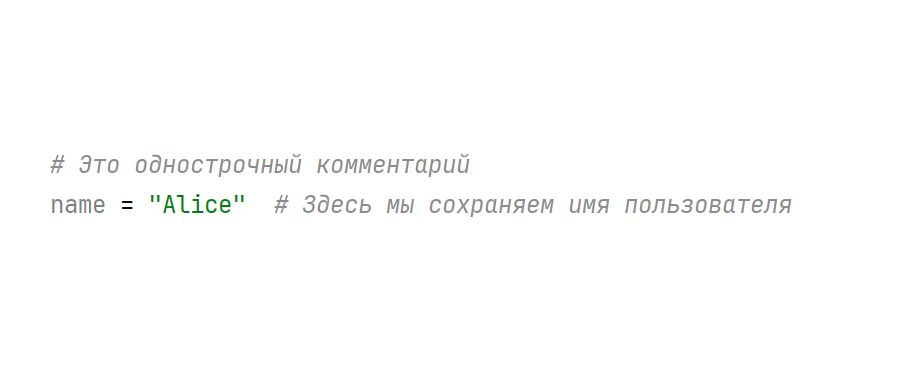 # Это однострочный комментарий
name = "Alice"  # Здесь мы сохраняем имя пользователя